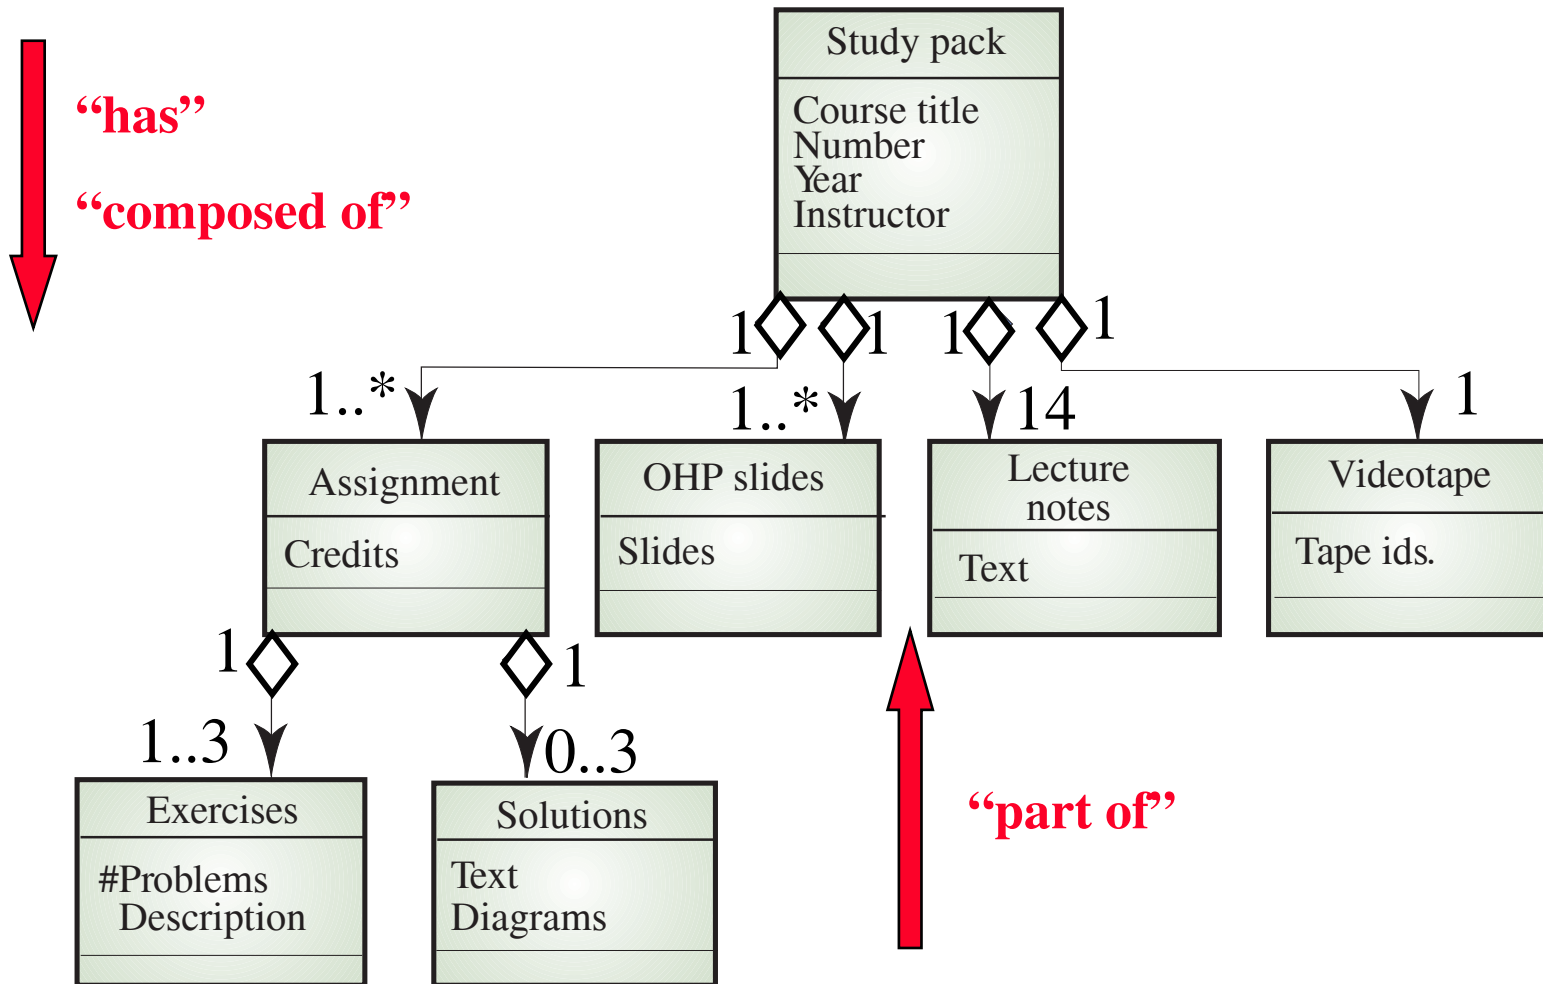 Study pack
Course title
Number
Year
Instructor
“has”
“composed of”
1
1
1
1
1..*
1..*
14
1
Assignment
Credits
OHP slides
Slides
Lecture
notes
Text
Videotape
Tape ids.
1
1
1..3
0..3
Exercises
#Problems
Description
Solutions
Text
Diagrams
“part of”